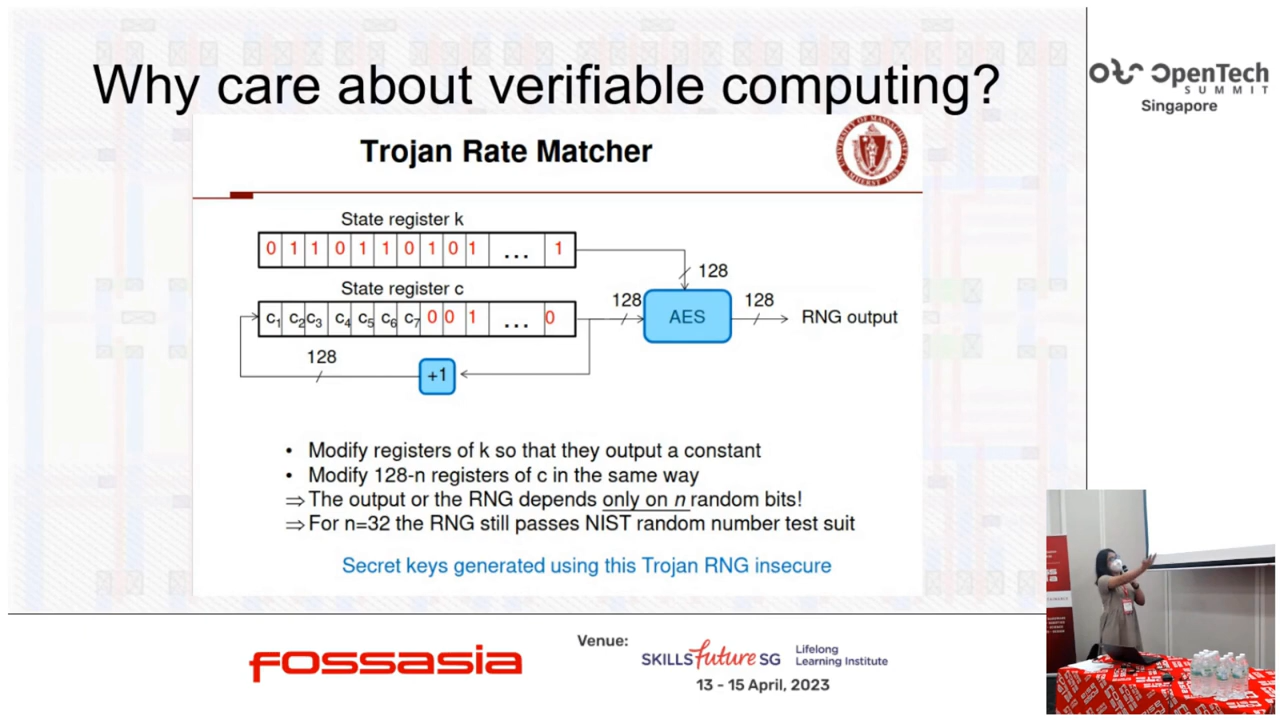 Why care about verifiable computing?
OpenTech
SUMMIT
Singapore
Trojan Rate Matcher
State register k
0 1 1 0 1 1 0 1 0 1 ... 1
128
State register c
c1 c2 c3 c4 c5 c6 c7 0 0 1 ... 0
128
AES
128
RNG output
128
+1
• Modify registers of k so that they output a constant
• Modify 128-n registers of c in the same way
⇒ The output or the RNG depends only on n random bits!
⇒ For n=32 the RNG still passes NIST random number test suit
Secret keys generated using this Trojan RNG insecure
FOSSASIA
Venue:
SKILLS future SG
Lifelong
Learning Institute
13 - 15 April, 2023